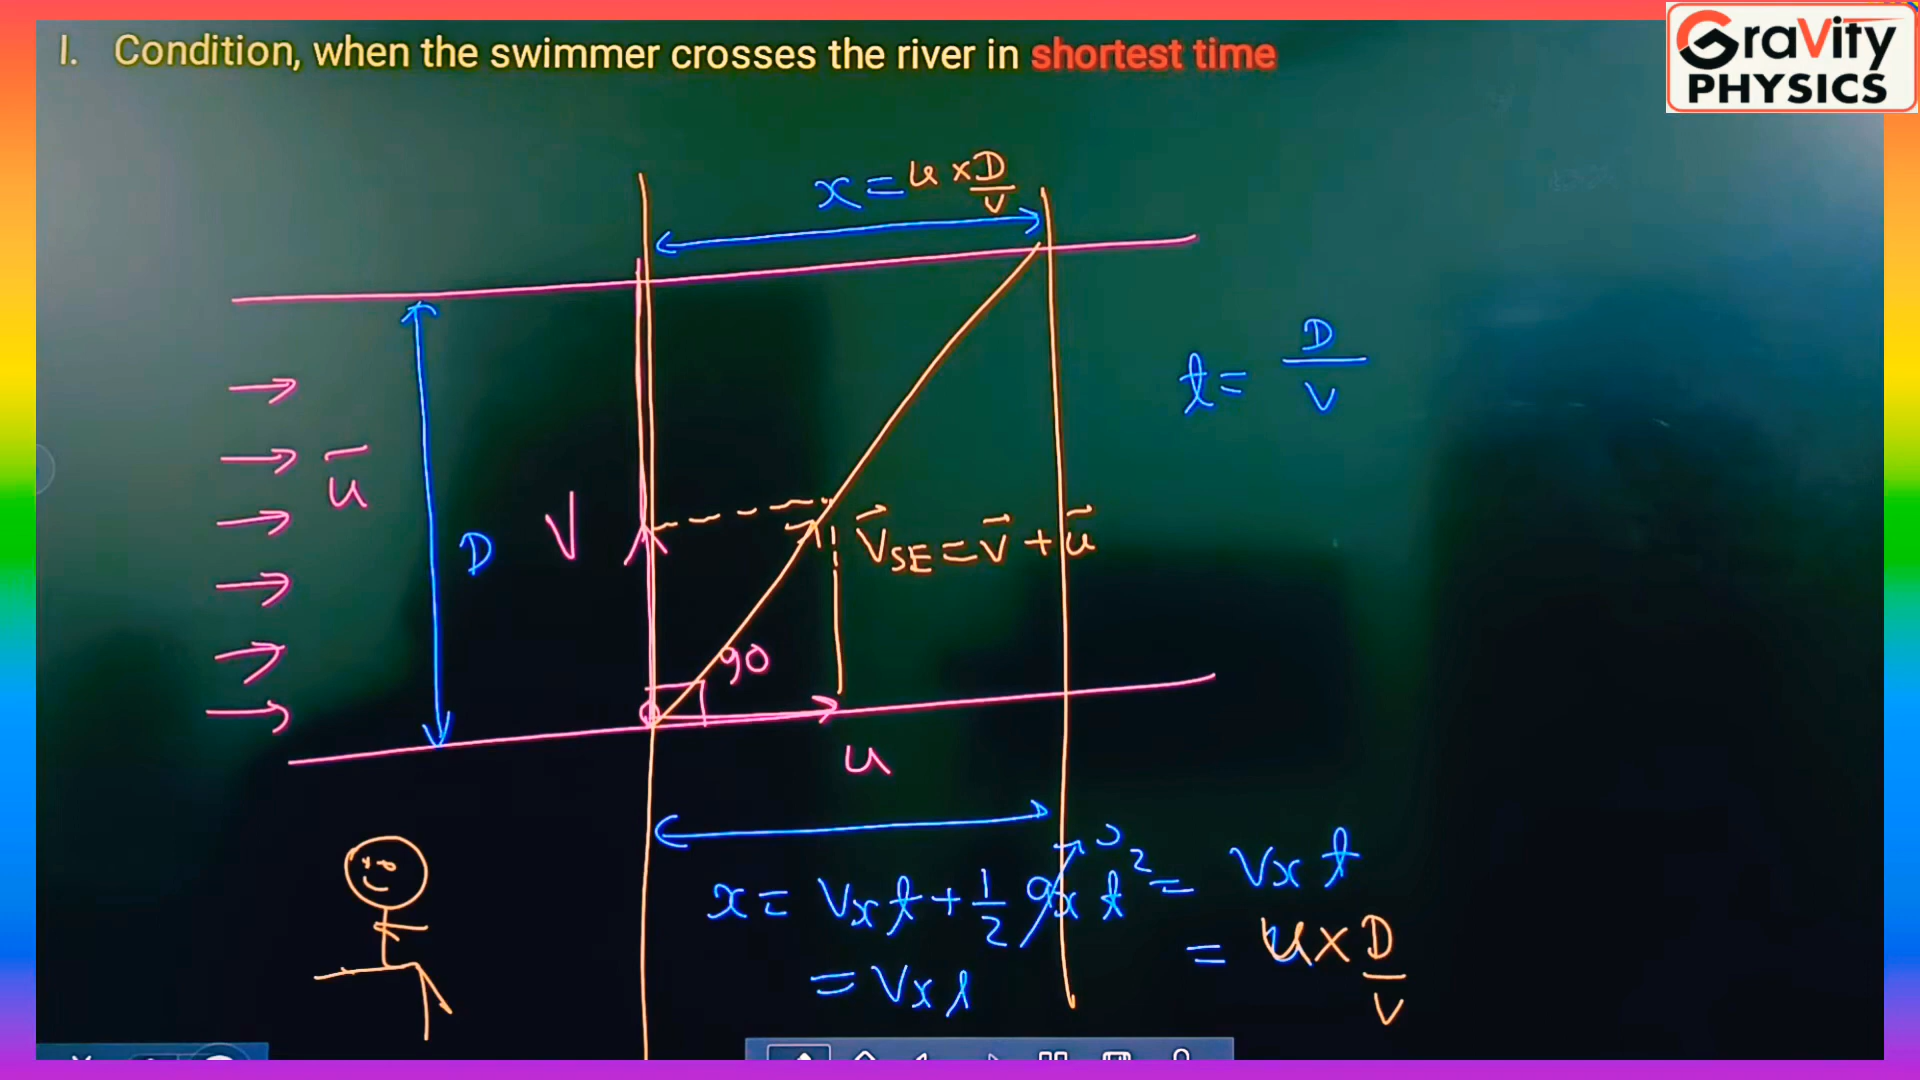 I. Condition, when the swimmer crosses the river in shortest time
GraVity
PHYSICS
x = u × D/V
t = D/V
u⃗
D
V
V⃗SE = V⃗ + u⃗
90
u
x = Vx t + 1/2 ax t² = Vx t
= Vx t
= u × D/V